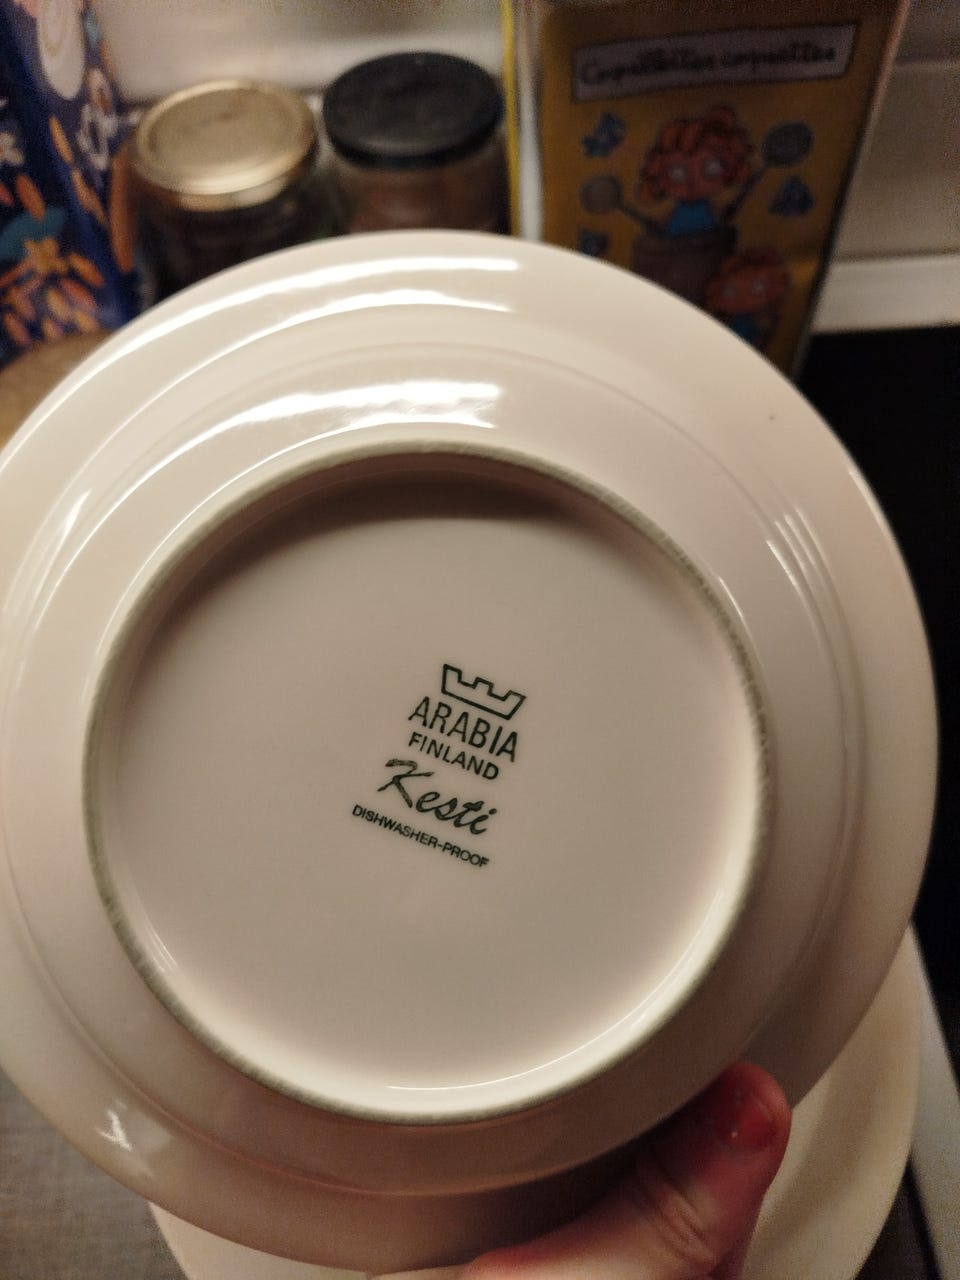 ARABIA
FINLAND
Kesti
DISHWASHER-PROOF